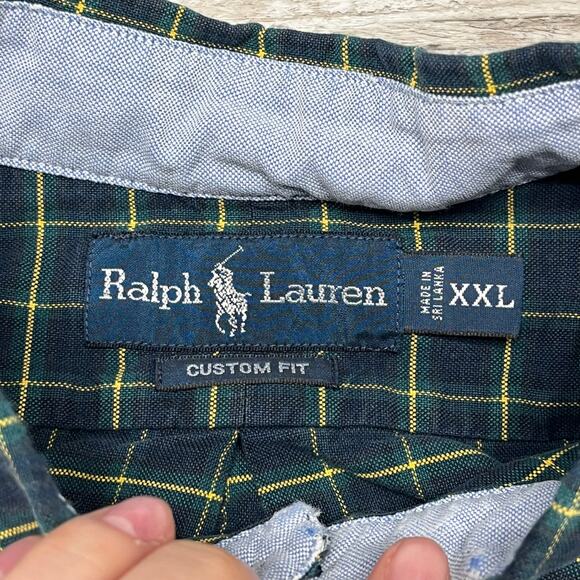 Ralph Lauren
MADE IN
SRI LANKA
XXL
CUSTOM FIT